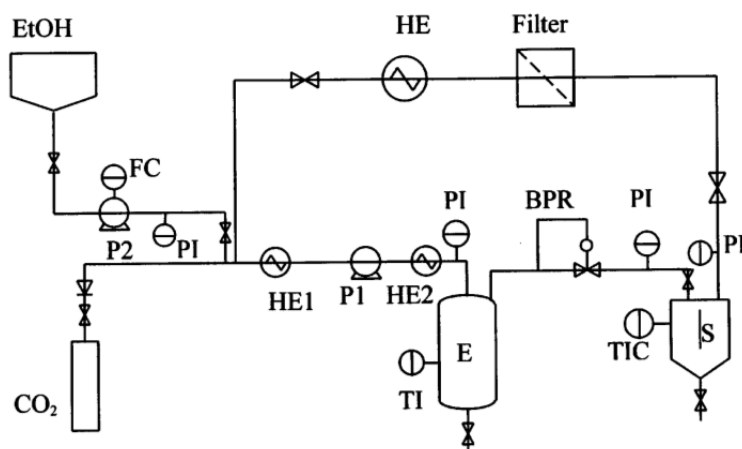 EtOH
HE
Filter
FC
P2
PI
PI
BPR
PI
PI
HE1
P1
HE2
E
TI
TIC
S
CO₂